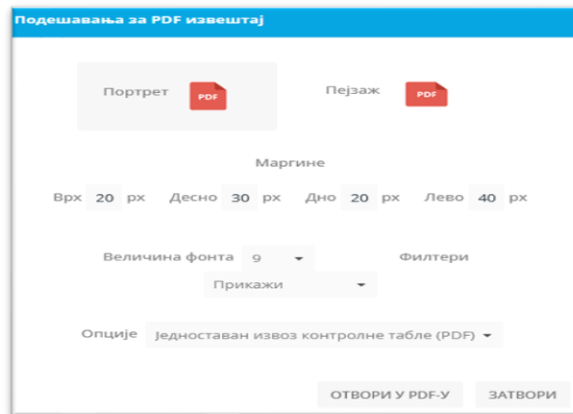 Подешавања за PDF извештај
Портрет PDF Пејзаж PDF
Маргине
Врх 20 px Десно 30 px Дно 20 px Лево 40 px
Величина фонта 9 Филтери
Прикажи
Опције Једноставан извоз контролне табле (PDF)
ОТВОРИ У PDF-У ЗАТВОРИ